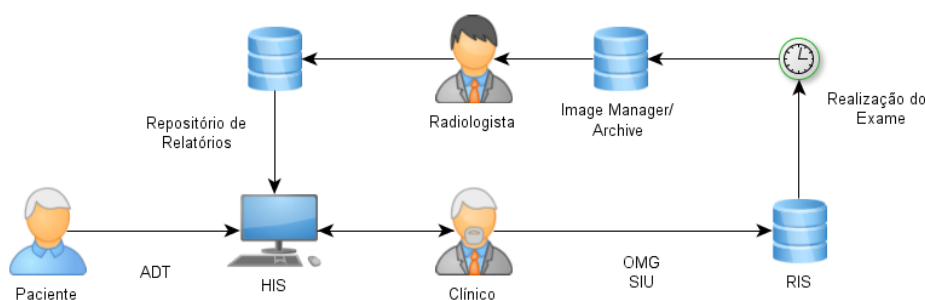 Repositório de
Relatórios
Radiologista
Image Manager/
Archive
Realização do
Exame
Paciente
ADT
HIS
Clínico
OMG
SIU
RIS